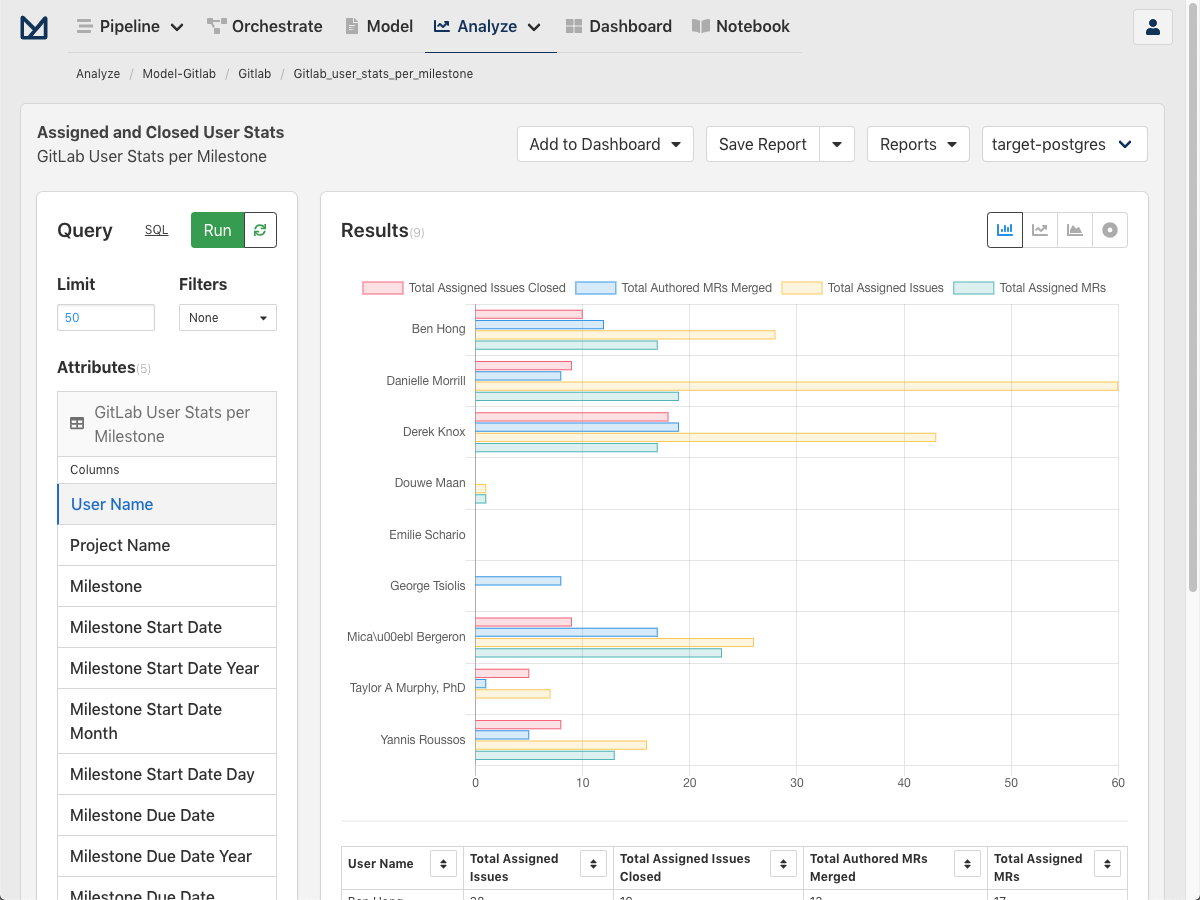 Pipeline Orchestrate Model Analyze Dashboard Notebook
Analyze / Model-Gitlab / Gitlab / Gitlab_user_stats_per_milestone
Assigned and Closed User Stats
GitLab User Stats per Milestone
Add to Dashboard Save Report Reports target-postgres
Query SQL Run
Limit Filters
50 None
Attributes(5)
GitLab User Stats per
Milestone
Columns
User Name
Project Name
Milestone
Milestone Start Date
Milestone Start Date Year
Milestone Start Date
Month
Milestone Start Date Day
Milestone Due Date
Milestone Due Date Year
Milestone Due Date
Results(9)
Total Assigned Issues Closed Total Authored MRs Merged Total Assigned Issues Total Assigned MRs
Ben Hong
Danielle Morrill
Derek Knox
Douwe Maan
Emilie Schario
George Tsiolis
Mica\u00ebl Bergeron
Taylor A Murphy, PhD
Yannis Roussos
0 10 20 30 40 50 60
User Name
Total Assigned
Issues
Total Assigned Issues
Closed
Total Authored MRs
Merged
Total Assigned
MRs
Ben Hong 28 10 12 17